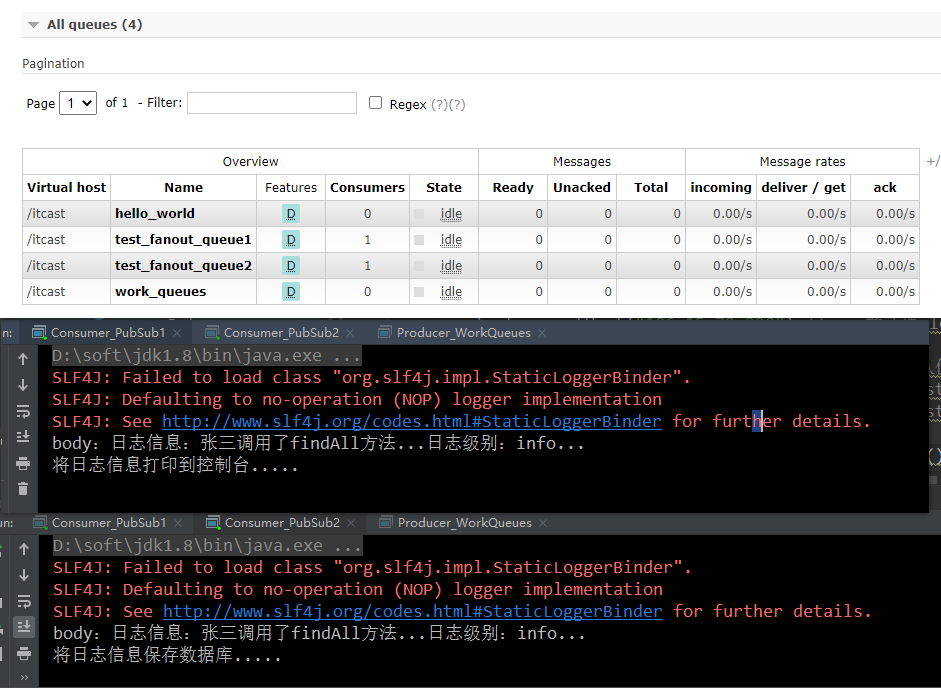 All queues (4)
Pagination
Page 1 of 1 - Filter: Regex (?)(?)
Overview Messages Message rates +/
Virtual host Name Features Consumers State Ready Unacked Total incoming deliver / get ack
/itcast hello_world D 0 idle 0 0 0 0.00/s 0.00/s 0.00/s
/itcast test_fanout_queue1 D 1 idle 0 0 0 0.00/s 0.00/s 0.00/s
/itcast test_fanout_queue2 D 1 idle 0 0 0 0.00/s 0.00/s 0.00/s
/itcast work_queues D 0 idle 0 0 0 0.00/s 0.00/s 0.00/s
n: Consumer_PubSub1 × Consumer_PubSub2 × Producer_WorkQueues ×
D:\soft\jdk1.8\bin\java.exe ...
SLF4J: Failed to load class "org.slf4j.impl.StaticLoggerBinder".
SLF4J: Defaulting to no-operation (NOP) logger implementation
SLF4J: See http://www.slf4j.org/codes.html#StaticLoggerBinder for further details.
body：日志信息：张三调用了findAll方法...日志级别：info...
将日志信息打印到控制台.....
un: Consumer_PubSub1 × Consumer_PubSub2 × Producer_WorkQueues ×
D:\soft\jdk1.8\bin\java.exe ...
SLF4J: Failed to load class "org.slf4j.impl.StaticLoggerBinder".
SLF4J: Defaulting to no-operation (NOP) logger implementation
SLF4J: See http://www.slf4j.org/codes.html#StaticLoggerBinder for further details.
body：日志信息：张三调用了findAll方法...日志级别：info...
将日志信息保存数据库.....